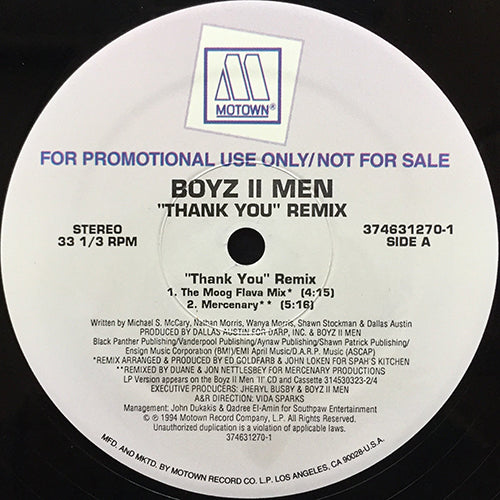 MOTOWN®
FOR PROMOTIONAL USE ONLY/NOT FOR SALE
BOYZ II MEN
"THANK YOU" REMIX
STEREO
33 1/3 RPM
374631270-1
SIDE A
"Thank You" Remix
1. The Moog Flava Mix* (4:15)
2. Mercenary** (5:16)
Written by Michael S. McCary, Nathan Morris, Wanya Morris, Shawn Stockman & Dallas Austin
PRODUCED BY DALLAS AUSTIN FOR DARP, INC. & BOYZ II MEN
Black Panther Publishing/Vanderpool Publishing/Aynaw Publishing/Shawn Patrick Publishing/
Ensign Music Corporation (BMI)/EMI April Music/D.A.R.P. Music (ASCAP)
*REMIX ARRANGED & PRODUCED BY ED GOLDFARB & JOHN LOKEN FOR SPAH'S KITCHEN
**REMIXED BY DUANE & JON NETTLESBEY FOR MERCENARY PRODUCTIONS
LP Version appears on the Boyz II Men 'II' CD and Cassette 314530323-2/4
EXECUTIVE PRODUCERS: JHERYL BUSBY & BOYZ II MEN
A&R DIRECTION: VIDA SPARKS
Management: John Dukakis & Qadree El-Amin for Southpaw Entertainment
© ℗ 1994 Motown Record Company, L.P. All Rights Reserved.
Unauthorized duplication is a violation of applicable laws.
374631270-1
MFD. AND MKTD. BY MOTOWN RECORD CO. L.P. LOS ANGELES, CA 90028-U.S.A.